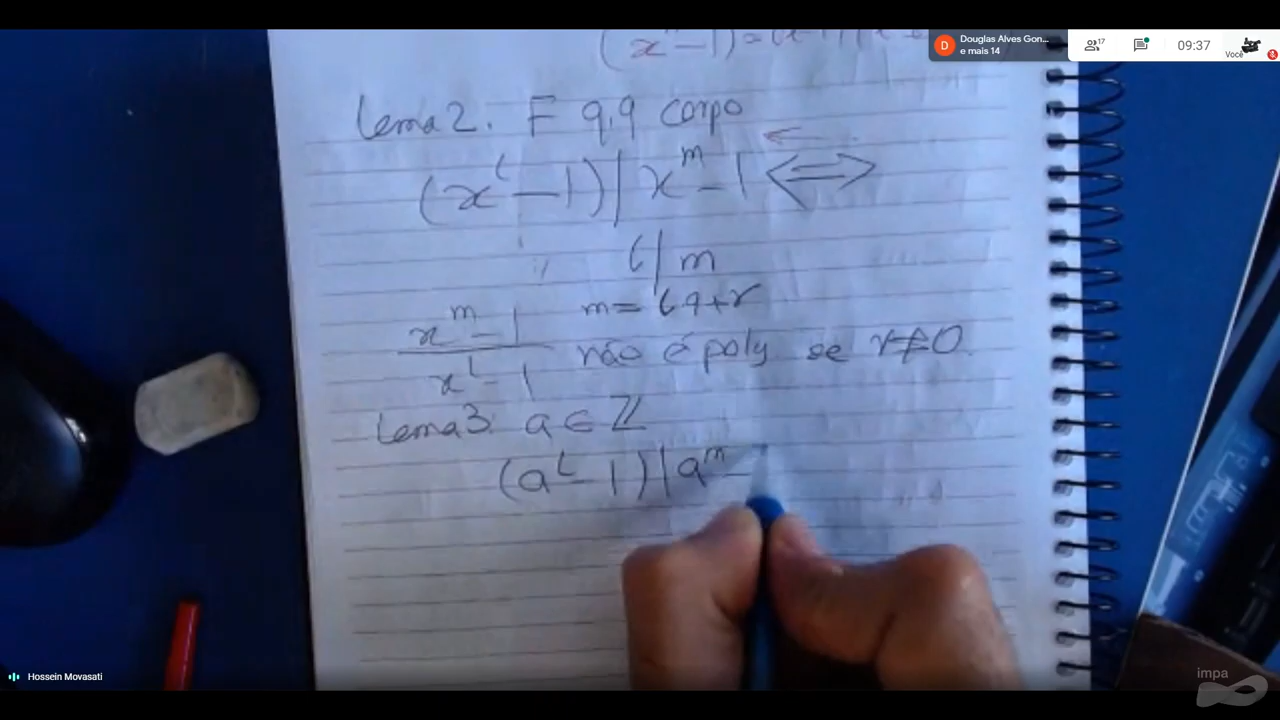 Douglas Alves Gon...
e mais 14
17
09:37
Você
Lema 2. F q.q corpo
(x^l - 1) | x^m - 1 <=>
l | m
m = lq + r
x^m - 1 / x^l - 1 não é poly se r ≠ 0.
Lema 3. a ∈ ℤ
(a^l - 1) | a^m -
Hossein Movasati
impa